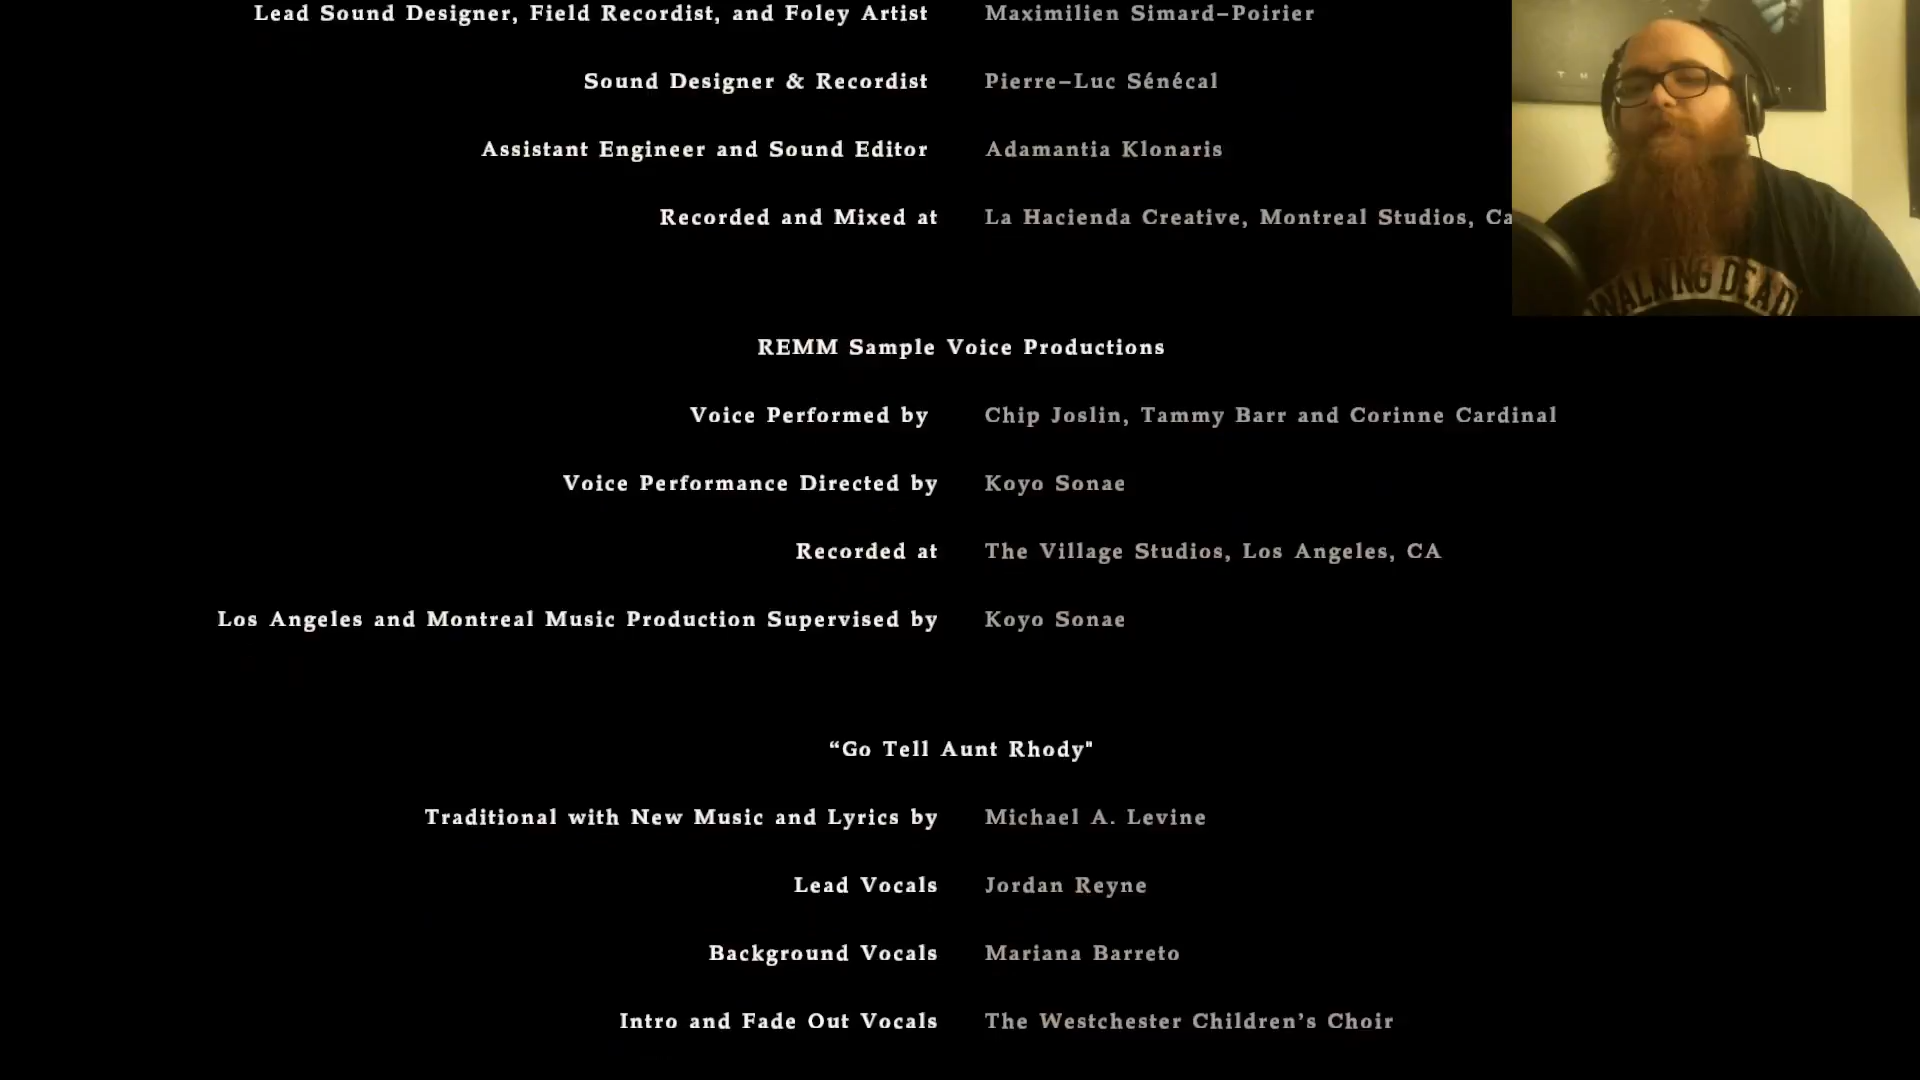 Lead Sound Designer, Field Recordist, and Foley Artist Maximilien Simard-Poirier
Sound Designer & Recordist Pierre-Luc Sénécal
Assistant Engineer and Sound Editor Adamantia Klonaris
Recorded and Mixed at La Hacienda Creative, Montreal Studios, Ca
REMM Sample Voice Productions
Voice Performed by Chip Joslin, Tammy Barr and Corinne Cardinal
Voice Performance Directed by Koyo Sonae
Recorded at The Village Studios, Los Angeles, CA
Los Angeles and Montreal Music Production Supervised by Koyo Sonae
“Go Tell Aunt Rhody"
Traditional with New Music and Lyrics by Michael A. Levine
Lead Vocals Jordan Reyne
Background Vocals Mariana Barreto
Intro and Fade Out Vocals The Westchester Children’s Choir
WALKING DEAD